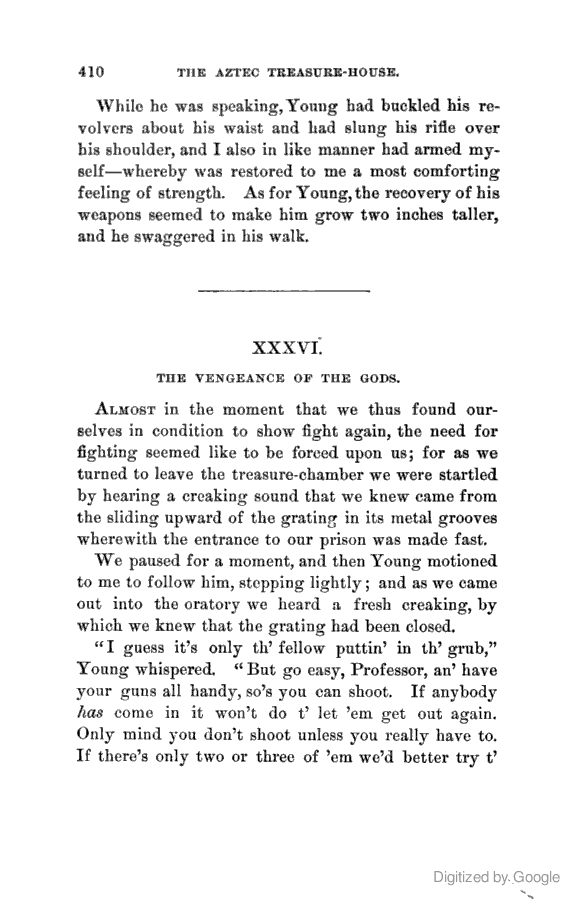 410 THE AZTEC TREASURE-HOUSE.
While he was speaking, Young had buckled his re-
volvers about his waist and had slung his rifle over
his shoulder, and I also in like manner had armed my-
self—whereby was restored to me a most comforting
feeling of strength. As for Young, the recovery of his
weapons seemed to make him grow two inches taller,
and he swaggered in his walk.
XXXVI.
THE VENGEANCE OF THE GODS.
ALMOST in the moment that we thus found our-
selves in condition to show fight again, the need for
fighting seemed like to be forced upon us; for as we
turned to leave the treasure-chamber we were startled
by hearing a creaking sound that we knew came from
the sliding upward of the grating in its metal grooves
wherewith the entrance to our prison was made fast.
We paused for a moment, and then Young motioned
to me to follow him, stepping lightly; and as we came
out into the oratory we heard a fresh creaking, by
which we knew that the grating had been closed.
"I guess it's only th' fellow puttin' in th' grub,"
Young whispered. "But go easy, Professor, an' have
your guns all handy, so's you can shoot. If anybody
has come in it won't do t' let 'em get out again.
Only mind you don't shoot unless you really have to.
If there's only two or three of 'em we'd better try t'
Digitized by Google